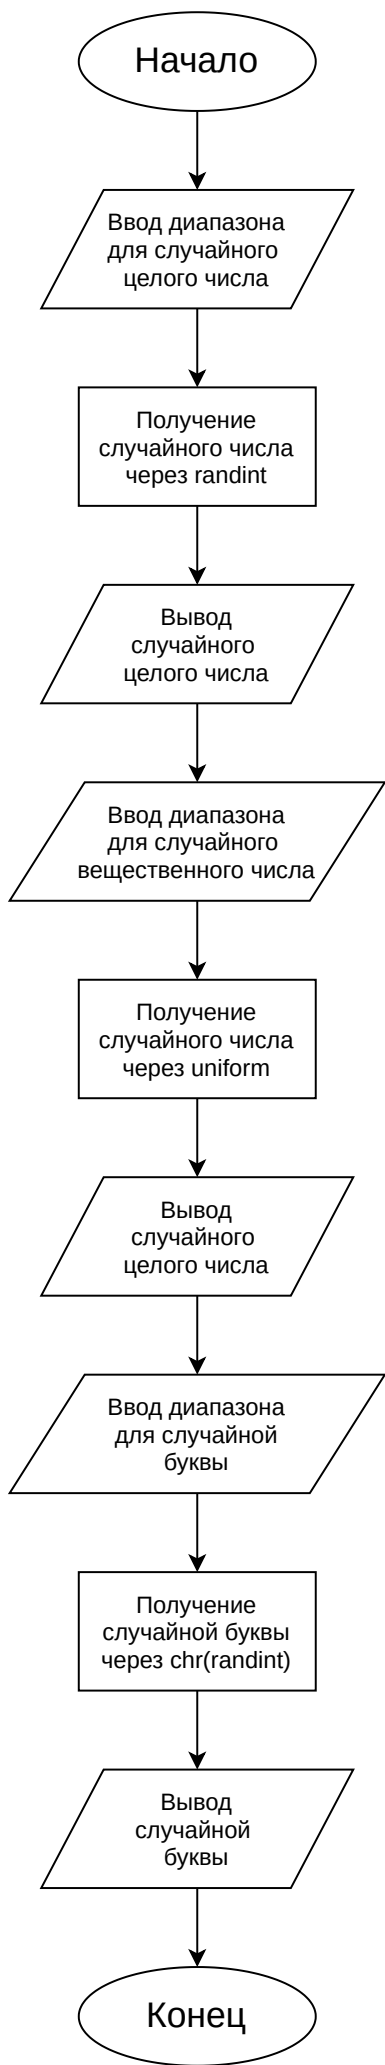 Начало
Ввод диапазона
для случайного
целого числа
Получение
случайного числа
через randint
Вывод
случайного
целого числа
Ввод диапазона
для случайного
вещественного числа
Получение
случайного числа
через uniform
Вывод
случайного
целого числа
Ввод диапазона
для случайной
буквы
Получение
случайной буквы
через chr(randint)
Вывод
случайной
буквы
Конец